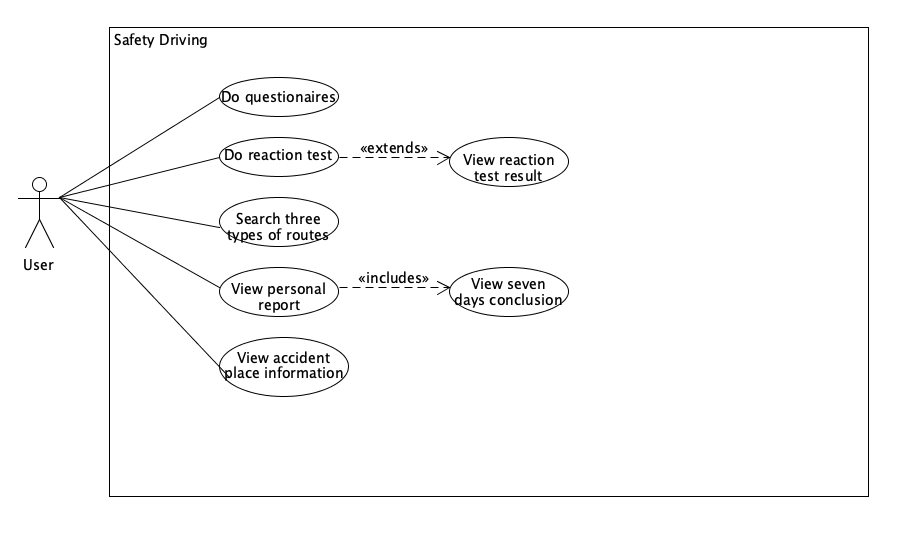 Safety Driving
Do questionaires
Do reaction test
«extends»
View reaction
test result
Search three
types of routes
User
View personal
report
«includes»
View seven
days conclusion
View accident
place information